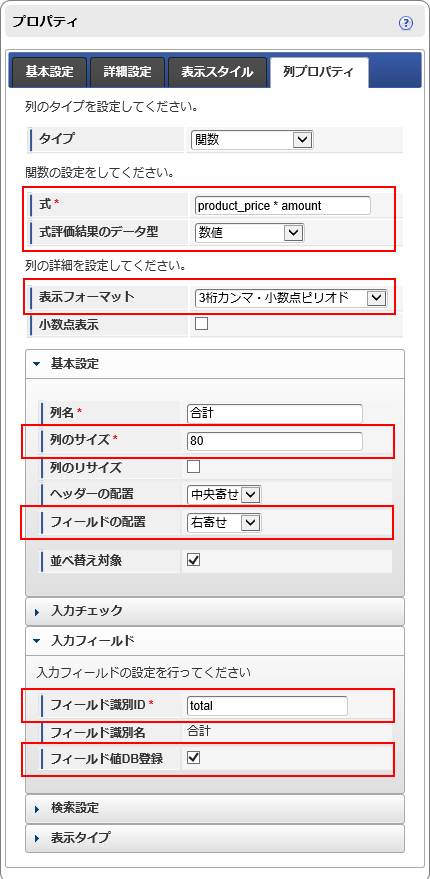 プロパティ
?
基本設定 詳細設定 表示スタイル 列プロパティ
列のタイプを設定してください。
タイプ 関数
関数の設定をしてください。
式 * product_price * amount
式評価結果のデータ型 数値
列の詳細を設定してください。
表示フォーマット 3桁カンマ・小数点ピリオド
小数点表示
基本設定
列名 * 合計
列のサイズ * 80
列のリサイズ
ヘッダーの配置 中央寄せ
フィールドの配置 右寄せ
並べ替え対象
入力チェック
入力フィールド
入力フィールドの設定を行ってください
フィールド識別ID * total
フィールド識別名 合計
フィールド値DB登録
検索設定
表示タイプ